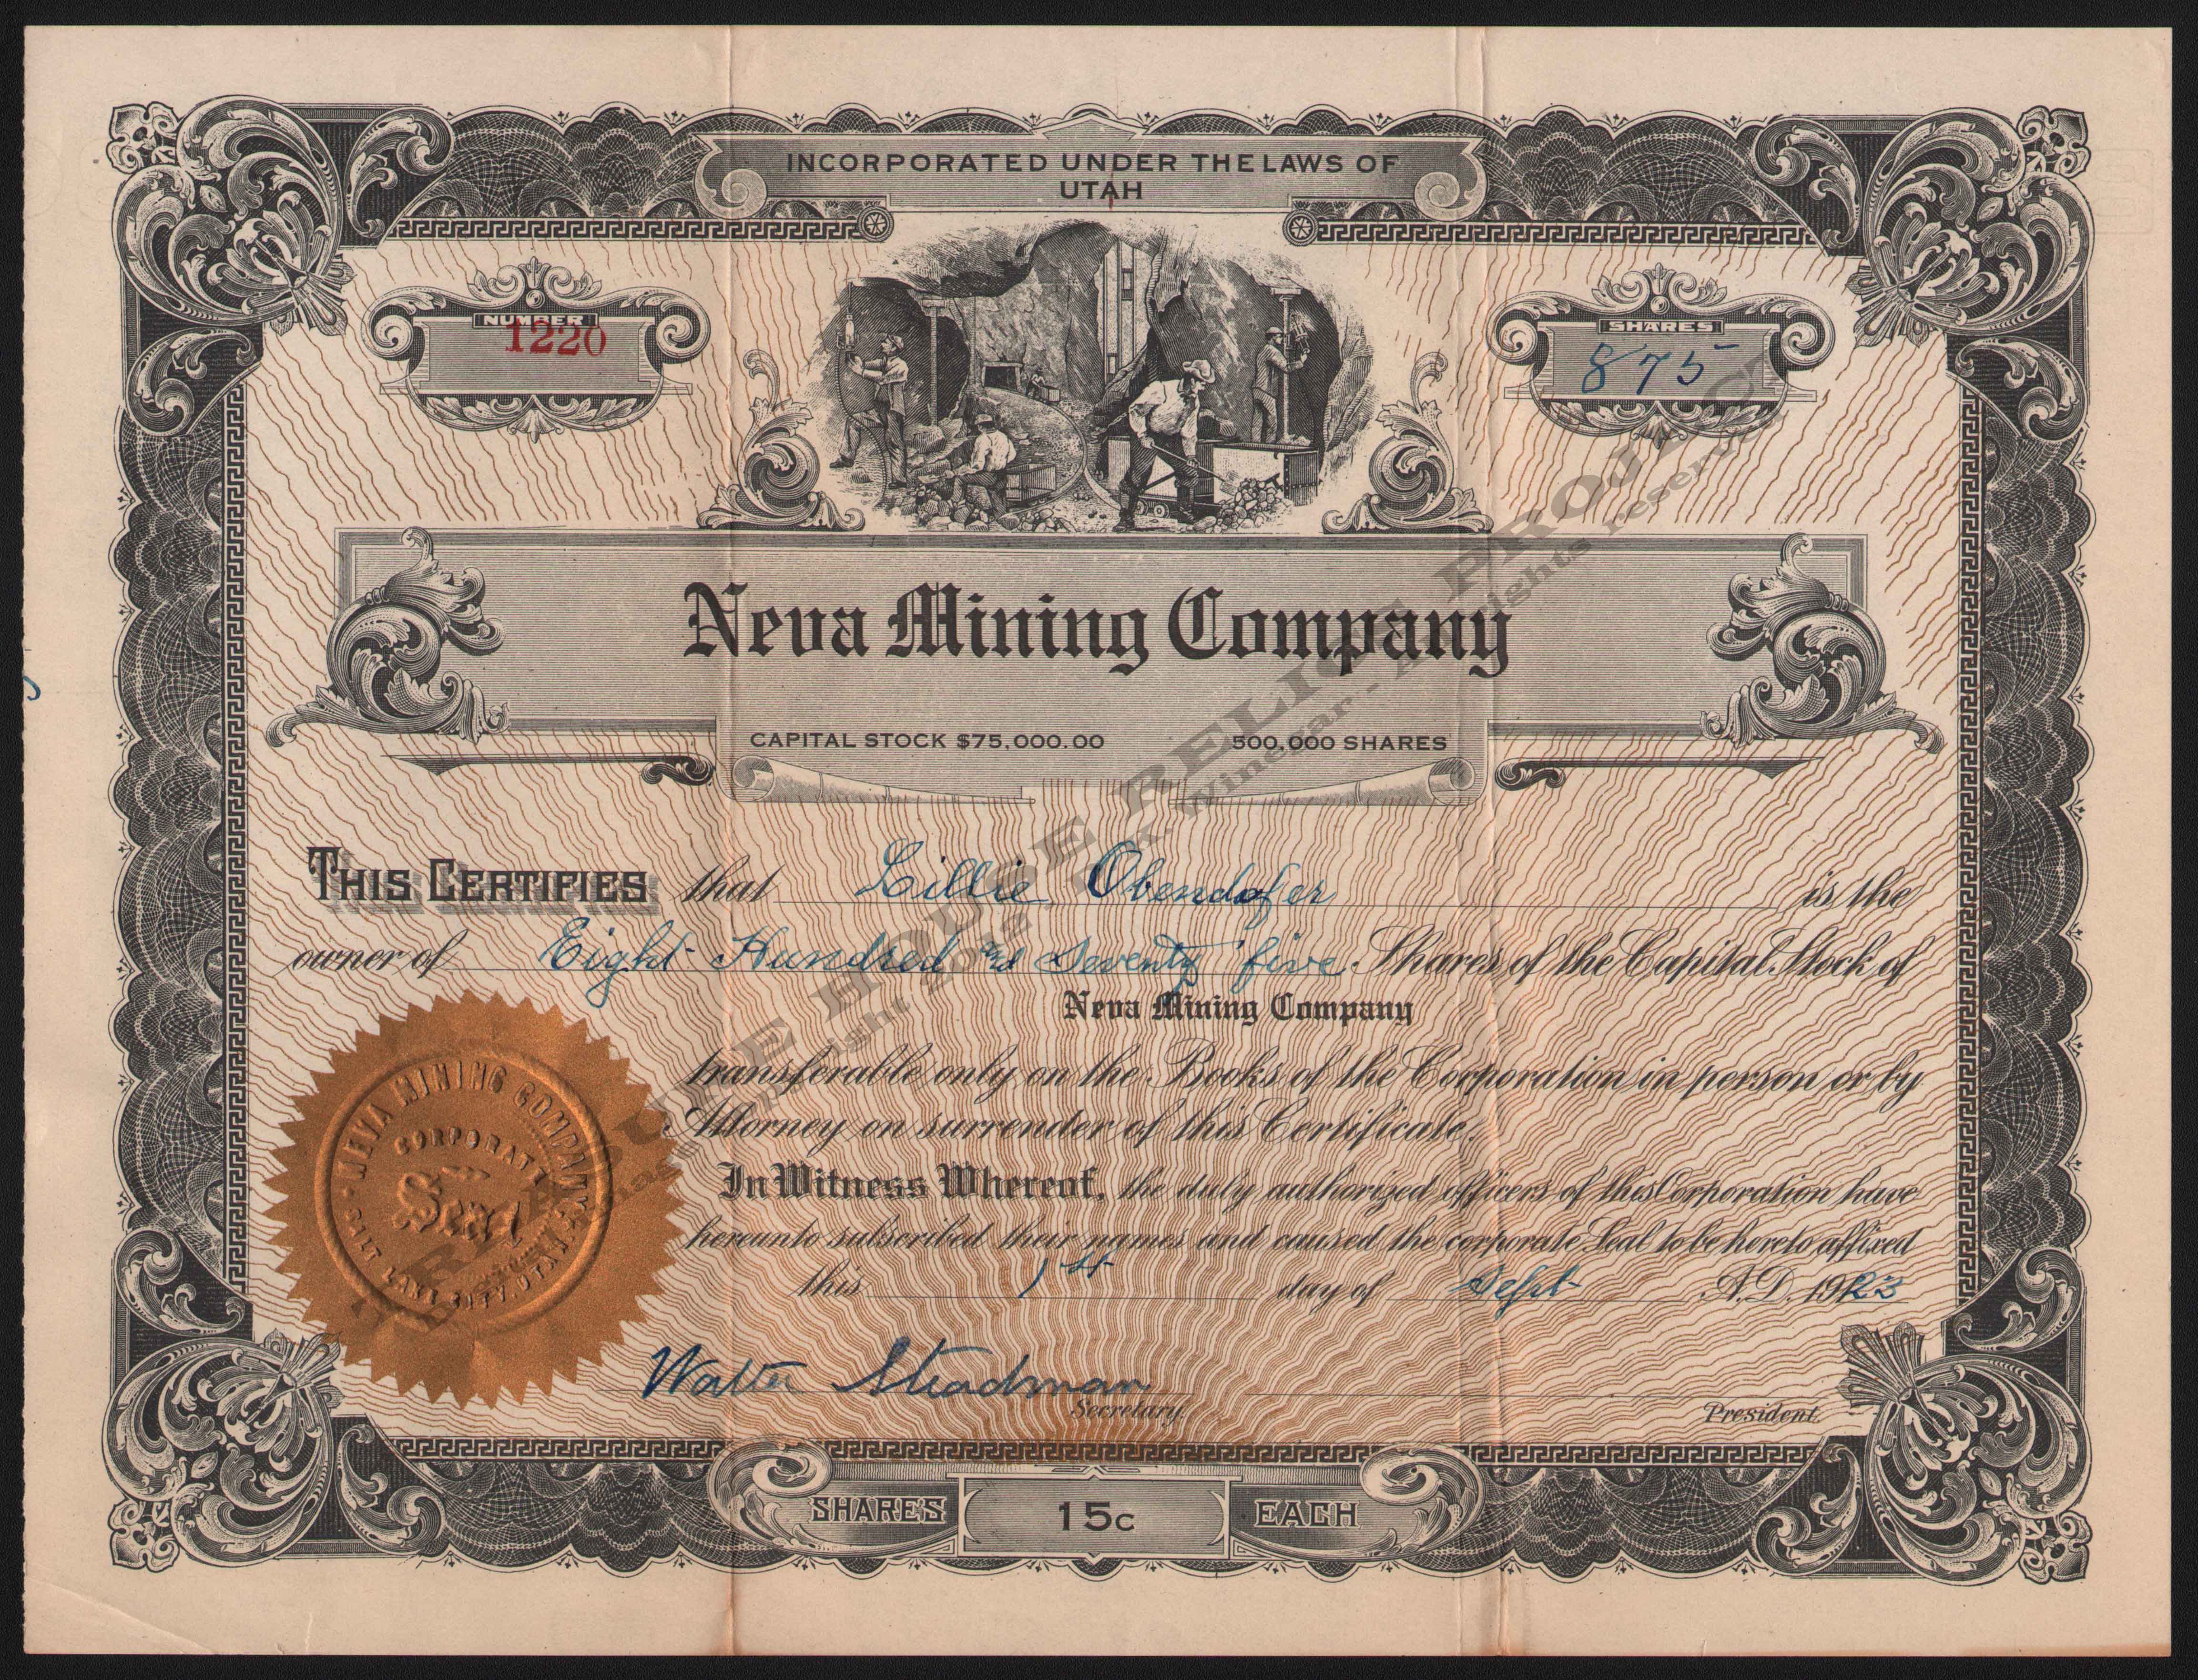 INCORPORATED UNDER THE LAWS OF
UTAH
NUMBER
1220
SHARES
875
Neva Mining Company
CAPITAL STOCK $75,000.00 500,000 SHARES
THIS CERTIFIES that Lillie Obendofer is the
owner of Eight Hundred and Seventy five Shares of the Capital Stock of
Neva Mining Company
transferable only on the Books of the Corporation in person or by
Attorney on surrender of this Certificate.
In Witness Whereof, the duly authorized officers of this Corporation have
hereunto subscribed their names and caused the corporate Seal to be hereto affixed
this day of Sept A.D. 1923
Walter Steadman
Secretary. President.
SHARES 15c EACH
NEVA MINING COMPANY
CORPORATE
Seal
SALT LAKE CITY, UTAH.
HOUSE RELIC PROJECT